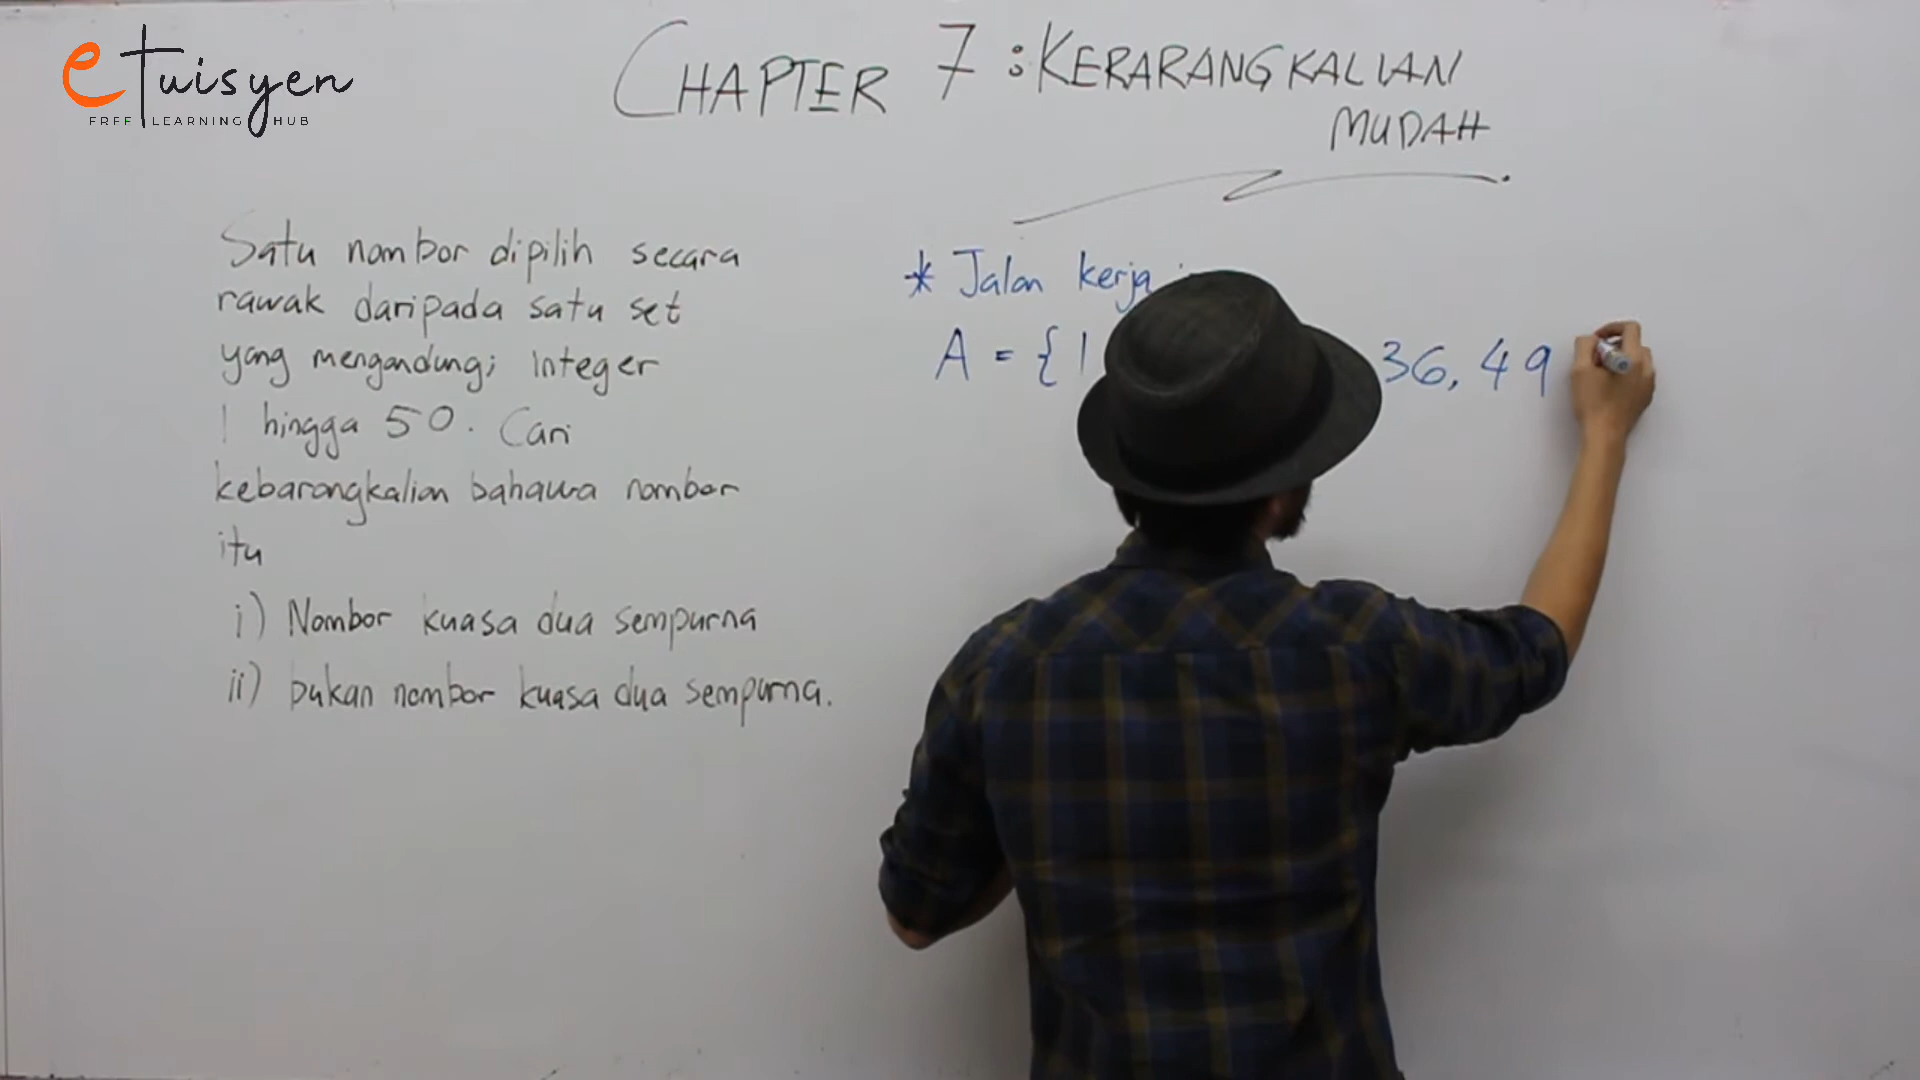 eTuisyen
FREE LEARNING HUB
CHAPTER 7 : KERARANGKALIAN
MUDAH
Satu nombor dipilih secara
rawak daripada satu set
yang mengandungi integer
1 hingga 50. Cari
kebarangkalian bahawa nombor
itu
i) Nombor kuasa dua sempurna
ii) bukan nombor kuasa dua sempurna.
* Jalan kerja
A = {1 36, 49